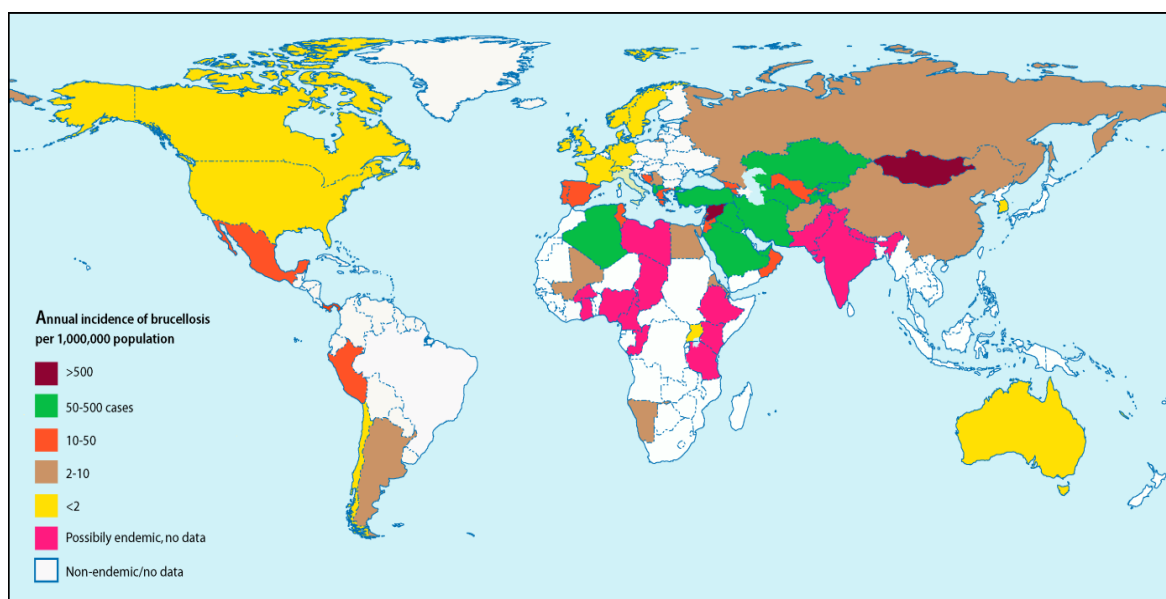 Annual incidence of brucellosis
per 1,000,000 population
>500
50-500 cases
10-50
2-10
<2
Possibily endemic, no data
Non-endemic/no data